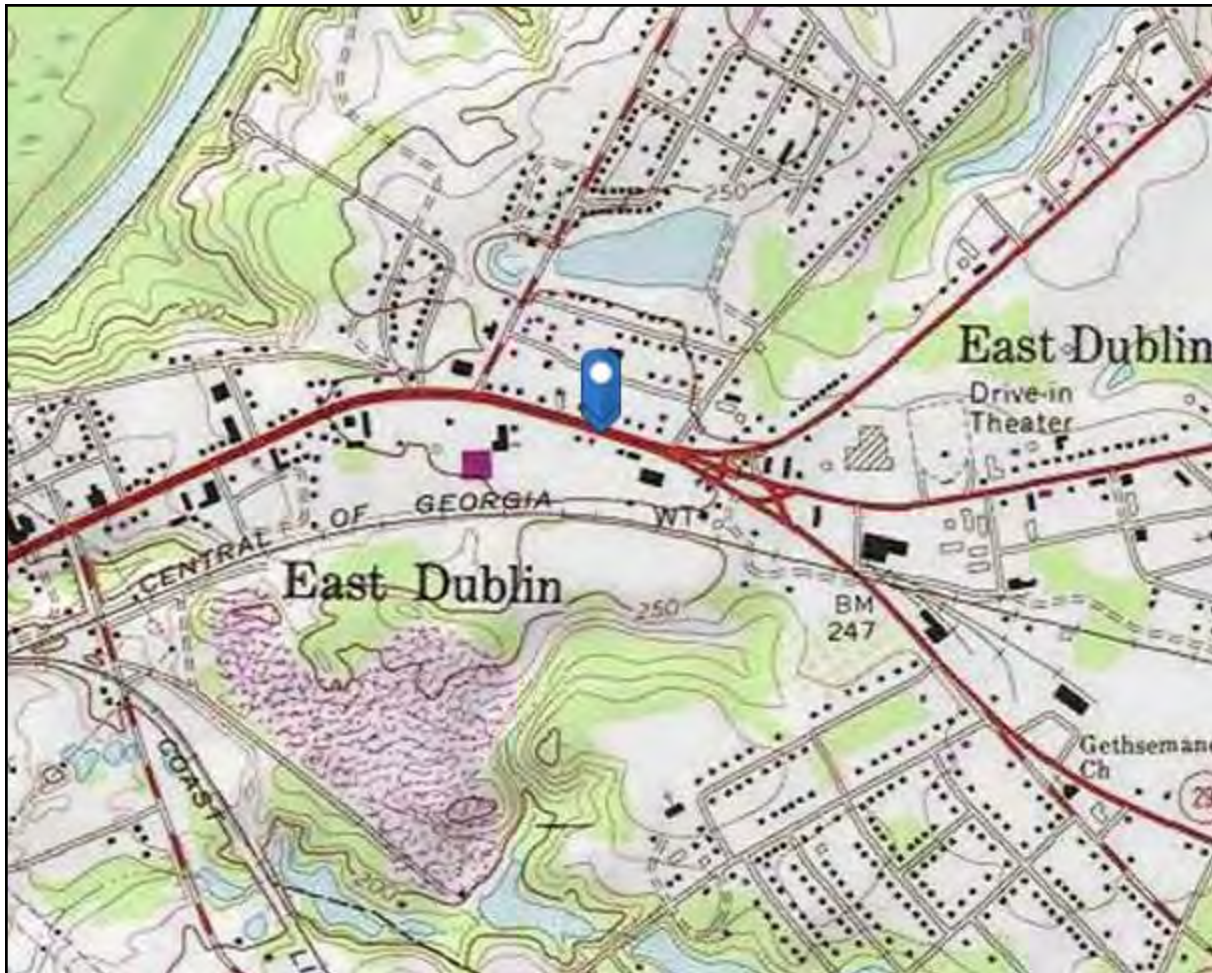 250
East Dublin
Drive-in
Theater
GEORGIA
OF
WT
CENTRAL
East Dublin
250
BM
247
COAST
Gethsemane
Ch
200
LI